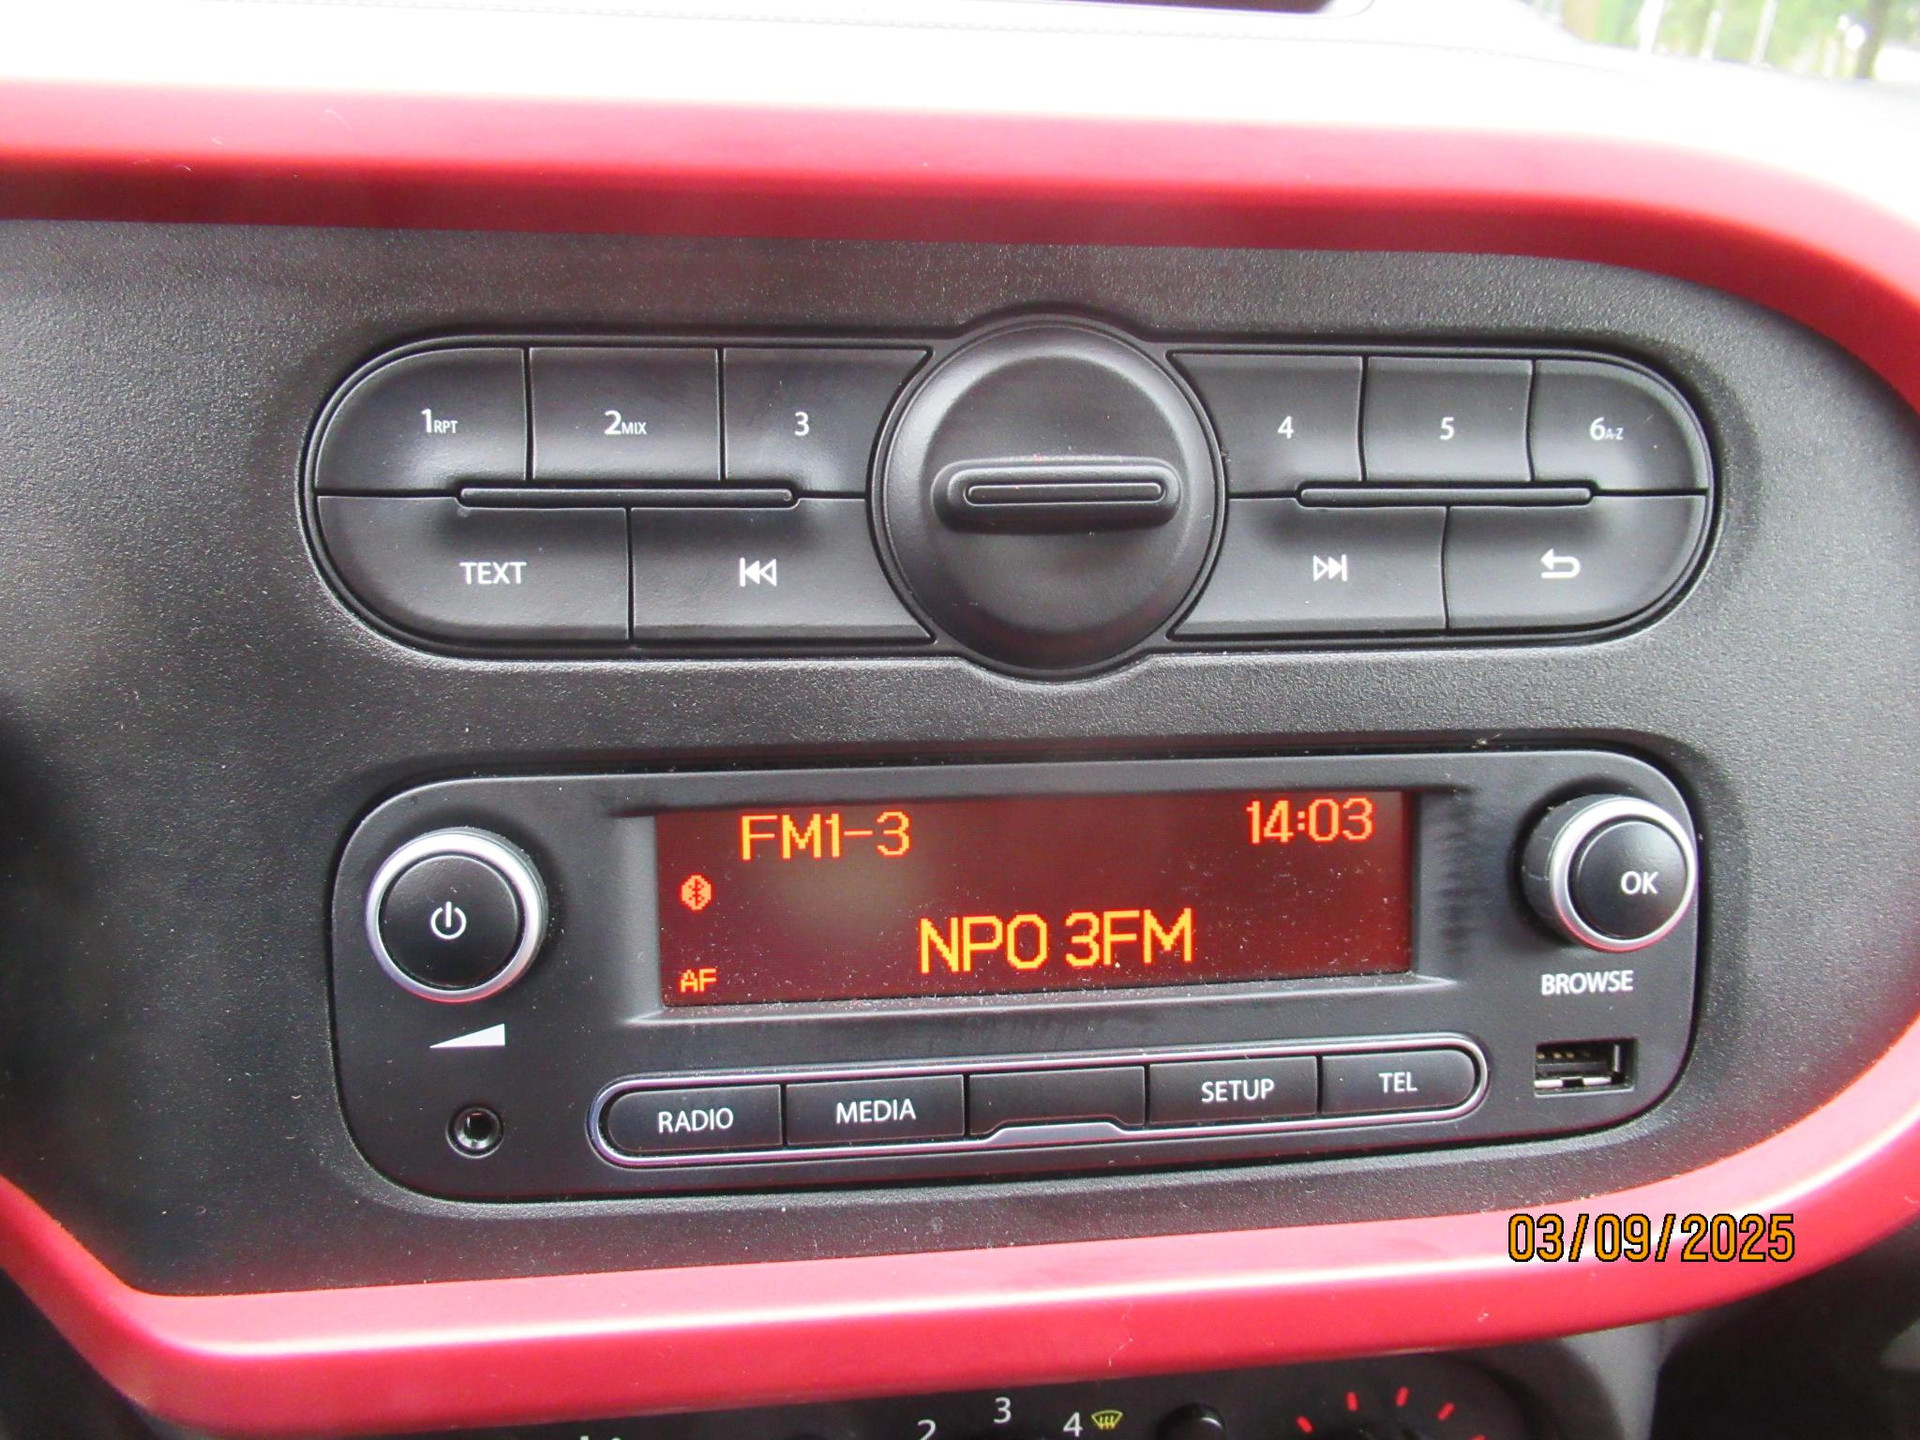 1RPT 2MIX 3 4 5 6A-Z
TEXT
FM1-3 14:03
NPO 3FM
AF
OK
BROWSE
RADIO MEDIA SETUP TEL
03/09/2025
2 3 4